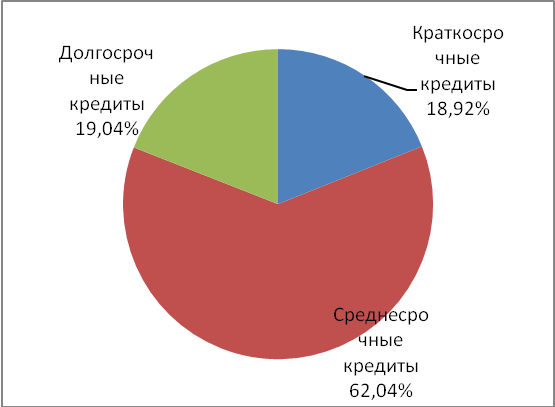 Долгосроч
ные
кредиты
19,04%
Краткосро
чные
кредиты
18,92%
Среднесро
чные
кредиты
62,04%